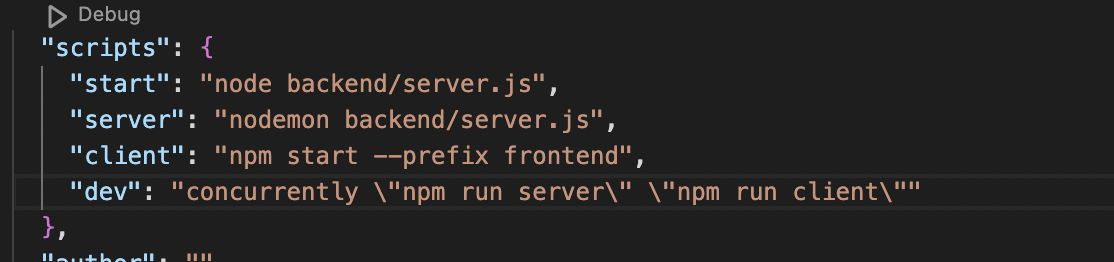 Debug
"scripts": {
"start": "node backend/server.js",
"server": "nodemon backend/server.js",
"client": "npm start --prefix frontend",
"dev": "concurrently \"npm run server\" \"npm run client\""
},
"author": ""